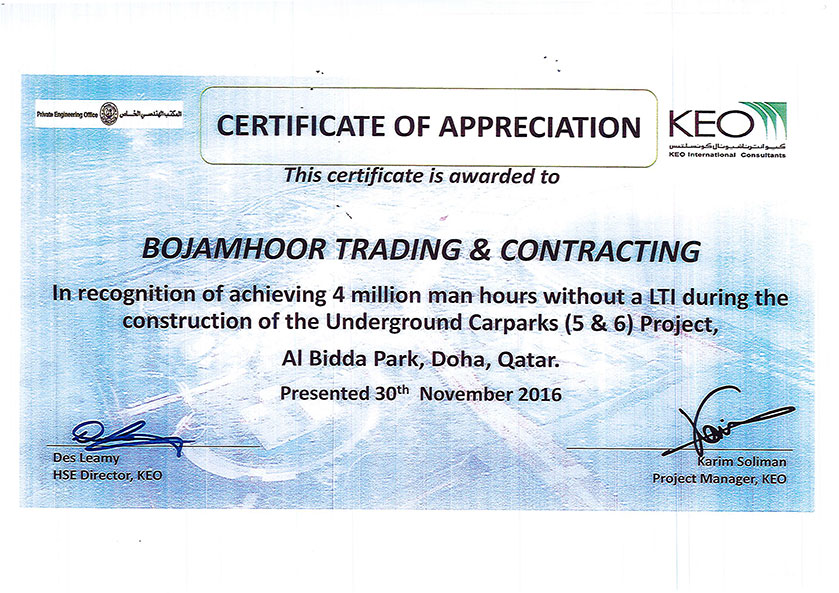 Private Engineering Office المكتب الهندسي الخاص
CERTIFICATE OF APPRECIATION
KEO
كيو انترناشيونال كونسلتنس
KEO International Consultants
This certificate is awarded to
BOJAMHOOR TRADING & CONTRACTING
In recognition of achieving 4 million man hours without a LTI during the
construction of the Underground Carparks (5 & 6) Project,
Al Bidda Park, Doha, Qatar.
Presented 30th November 2016
Des Leamy
HSE Director, KEO
Karim Soliman
Project Manager, KEO